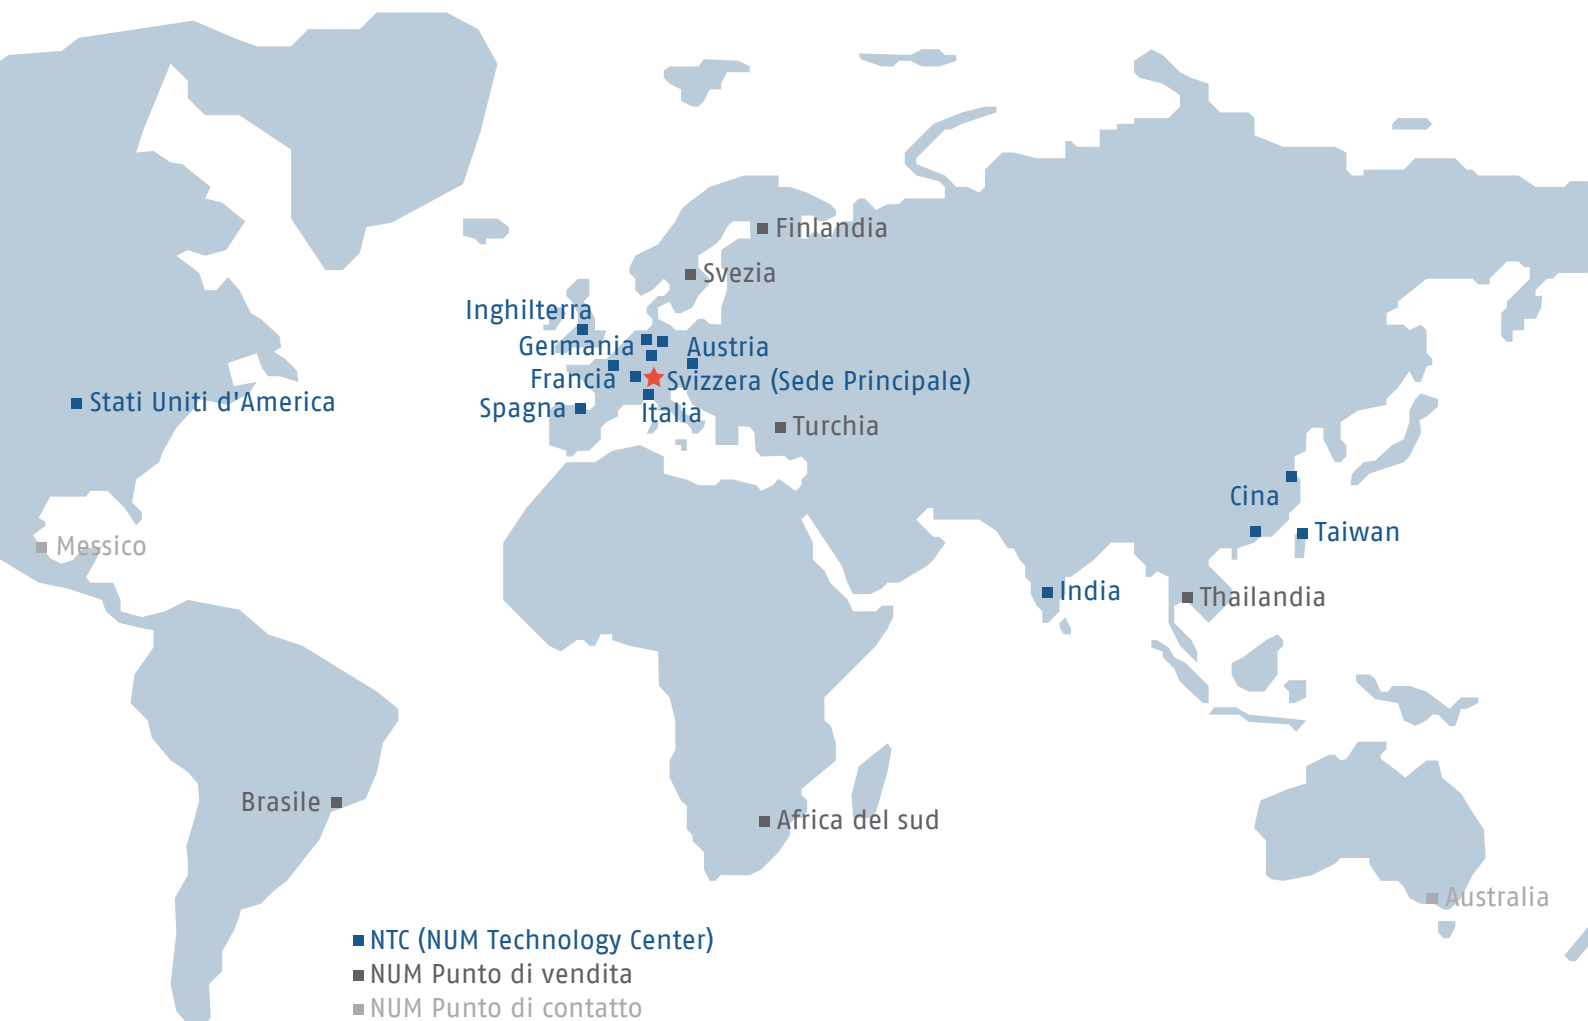 Finlandia
Svezia
Inghilterra
Germania
Austria
Francia
Svizzera (Sede Principale)
Stati Uniti d'America
Spagna
Italia
Turchia
Cina
Taiwan
Messico
India
Thailandia
Brasile
Africa del sud
Australia
NTC (NUM Technology Center)
NUM Punto di vendita
NUM Punto di contatto